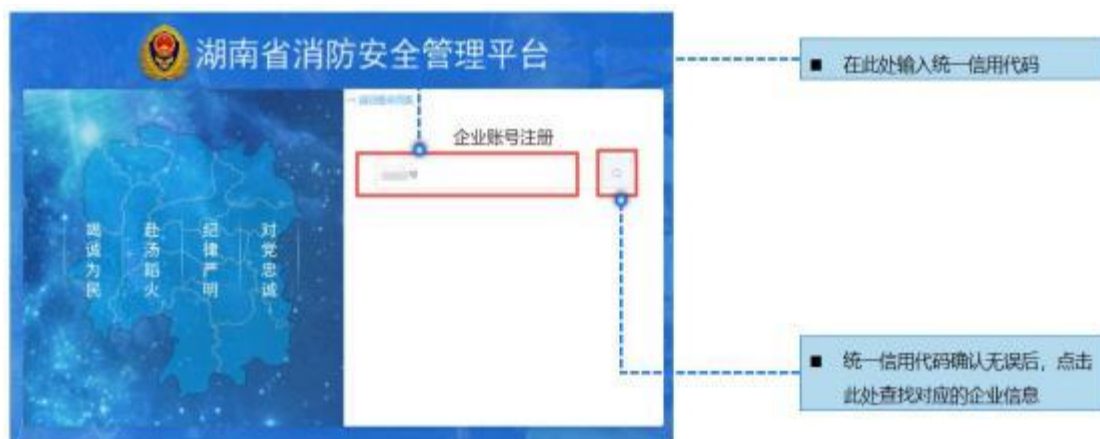 湖南省消防安全管理平台
■ 在此处输入统一信用代码
企业账号注册
对党忠诚
纪律严明
赴汤蹈火
竭诚为民
■ 统一信用代码确认无误后，点击
此处查找对应的企业信息